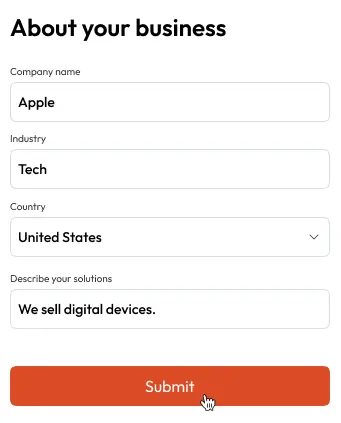 About your business
Company name
Apple
Industry
Tech
Country
United States
Describe your solutions
We sell digital devices.
Submit